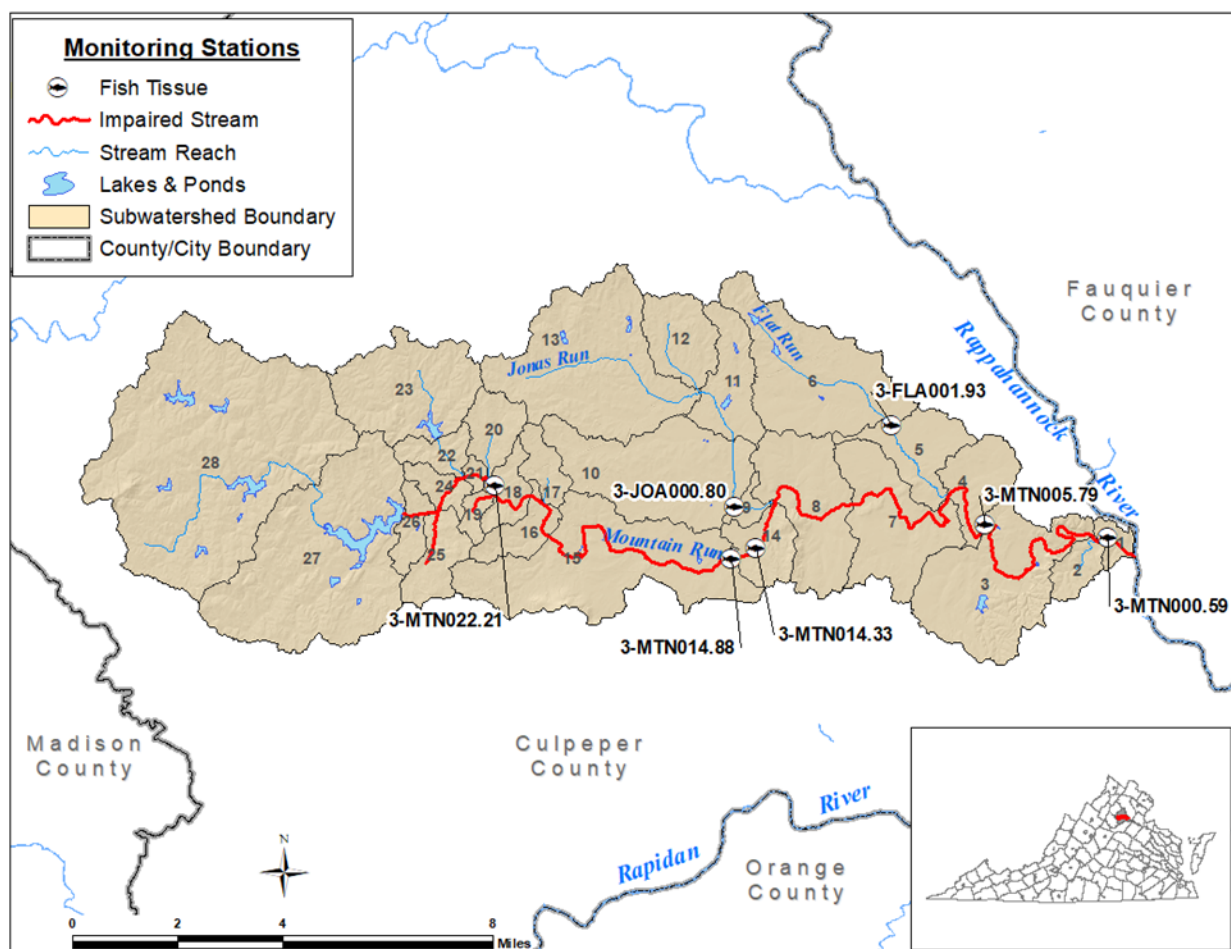 Monitoring Stations
Fish Tissue
Impaired Stream
Stream Reach
Lakes & Ponds
Subwatershed Boundary
County/City Boundary
Fauquier
County
Rappahannock
River
Flat Run
Jonas Run
13
12
11
6
3-FLA001.93
23
20
5
22
21
10
28
24
18
17
3-JOA000.80
9
8
7
4
3-MTN005.79
26
19
16
14
27
25
15
Mountain Run
3
2
1
3-MTN000.59
3-MTN022.21
3-MTN014.88
3-MTN014.33
Madison
County
Culpeper
County
River
Rapidan
Orange
County
N
0 2 4 8
Miles